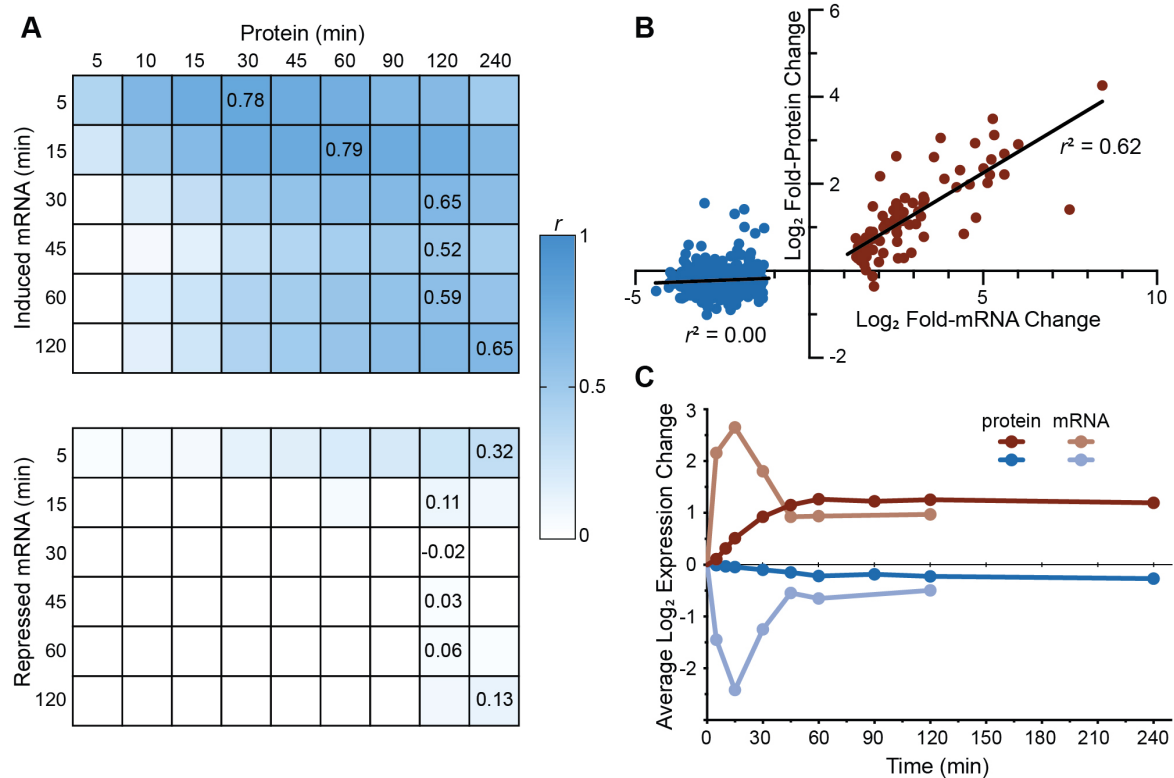 A
Protein (min)
5 10 15 30 45 60 90 120 240
Induced mRNA (min)
5 0.78
15 0.79
30 0.65
45 0.52
60 0.59
120 0.65
Repressed mRNA (min)
5 0.32
15 0.11
30 -0.02
45 0.03
60 0.06
120 0.13
r
1
0.5
0
B
Log₂ Fold-Protein Change
6
4
2
-2
-5 5 10
r² = 0.62
r² = 0.00
Log₂ Fold-mRNA Change
C
Average Log₂ Expression Change
protein mRNA
3
2
1
0
-1
-2
0 15 30 45 60 90 120 150 180 210 240
Time (min)